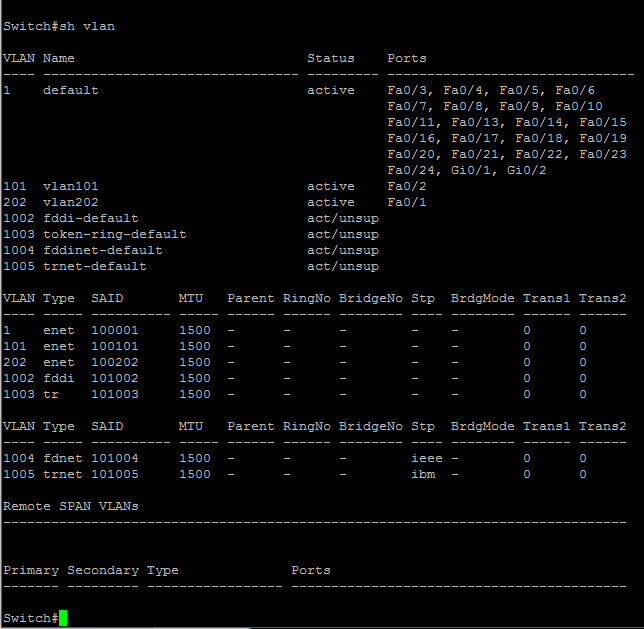 Switch#sh vlan
VLAN Name                             Status    Ports
---- -------------------------------- --------- -------------------------------
1    default                          active    Fa0/3, Fa0/4, Fa0/5, Fa0/6
                                                Fa0/7, Fa0/8, Fa0/9, Fa0/10
                                                Fa0/11, Fa0/13, Fa0/14, Fa0/15
                                                Fa0/16, Fa0/17, Fa0/18, Fa0/19
                                                Fa0/20, Fa0/21, Fa0/22, Fa0/23
                                                Fa0/24, Gi0/1, Gi0/2
101  vlan101                          active    Fa0/2
202  vlan202                          active    Fa0/1
1002 fddi-default                     act/unsup
1003 token-ring-default               act/unsup
1004 fddinet-default                  act/unsup
1005 trnet-default                    act/unsup
VLAN Type  SAID       MTU   Parent RingNo BridgeNo Stp  BrdgMode Trans1 Trans2
---- ----- ---------- ----- ------ ------ -------- ---- -------- ------ ------
1    enet  100001     1500  -      -      -        -    -        0      0
101  enet  100101     1500  -      -      -        -    -        0      0
202  enet  100202     1500  -      -      -        -    -        0      0
1002 fddi  101002     1500  -      -      -        -    -        0      0
1003 tr    101003     1500  -      -      -        -    -        0      0
VLAN Type  SAID       MTU   Parent RingNo BridgeNo Stp  BrdgMode Trans1 Trans2
---- ----- ---------- ----- ------ ------ -------- ---- -------- ------ ------
1004 fdnet 101004     1500  -      -      -        ieee -        0      0
1005 trnet 101005     1500  -      -      -        ibm  -        0      0
Remote SPAN VLANs
------------------------------------------------------------------------------
Primary Secondary Type              Ports
------- --------- ----------------- ------------------------------------------
Switch#